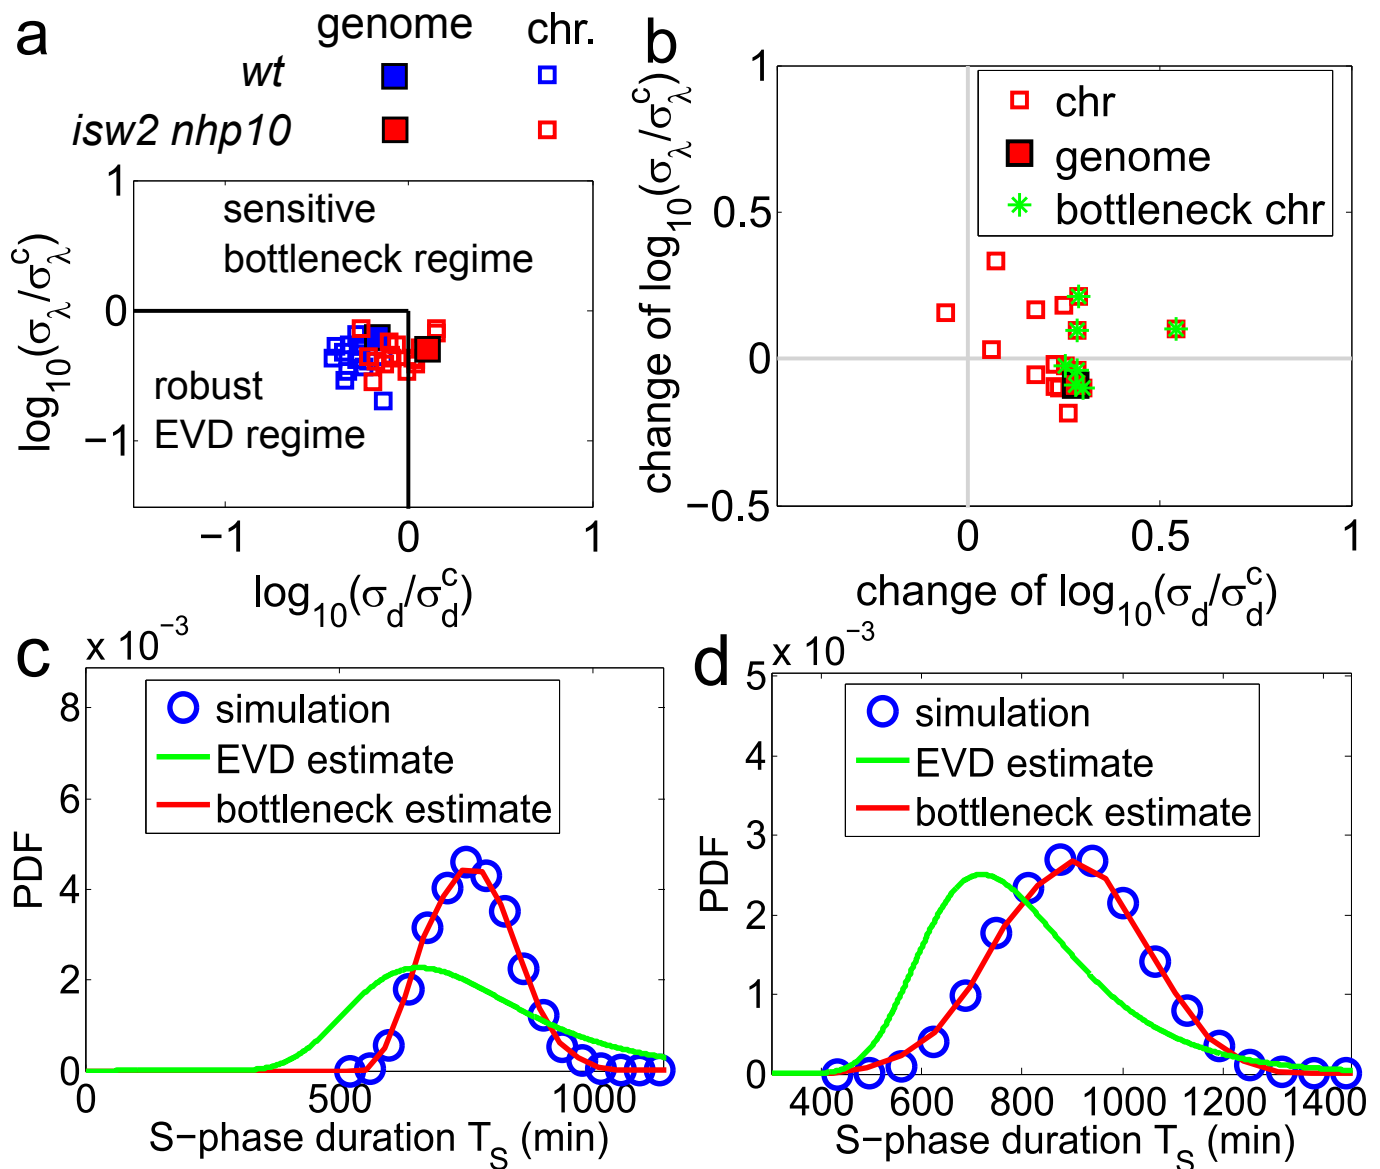 a
genome chr.
wt
isw2 nhp10
1
0
−1
log10(σλ/σλ^c)
sensitive
bottleneck regime
robust
EVD regime
−1 0 1
log10(σd/σd^c)
b
1
0.5
0
−0.5
change of log10(σλ/σλ^c)
chr
genome
bottleneck chr
0 0.5 1
change of log10(σd/σd^c)
c
x 10−3
8
6
4
2
0
PDF
simulation
EVD estimate
bottleneck estimate
0 500 1000
S−phase duration TS (min)
d
x 10−3
5
4
3
2
1
0
PDF
simulation
EVD estimate
bottleneck estimate
400 600 800 1000 1200 1400
S−phase duration TS (min)